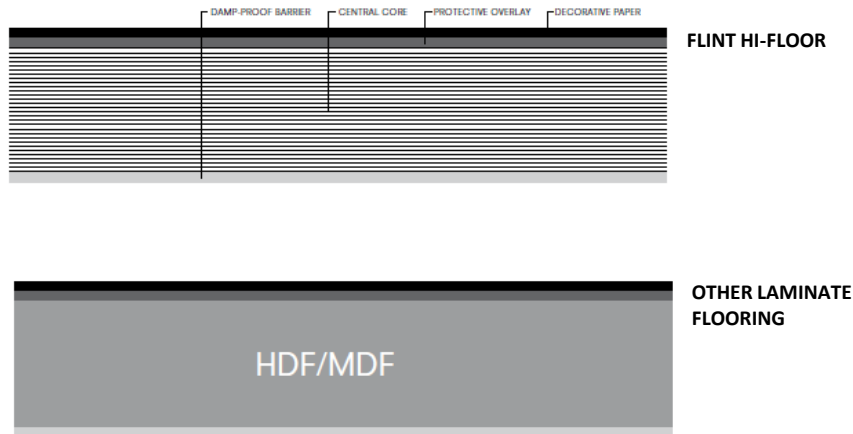 DAMP-PROOF BARRIER CENTRAL CORE PROTECTIVE OVERLAY DECORATIVE PAPER
FLINT HI-FLOOR
OTHER LAMINATE
FLOORING
HDF/MDF